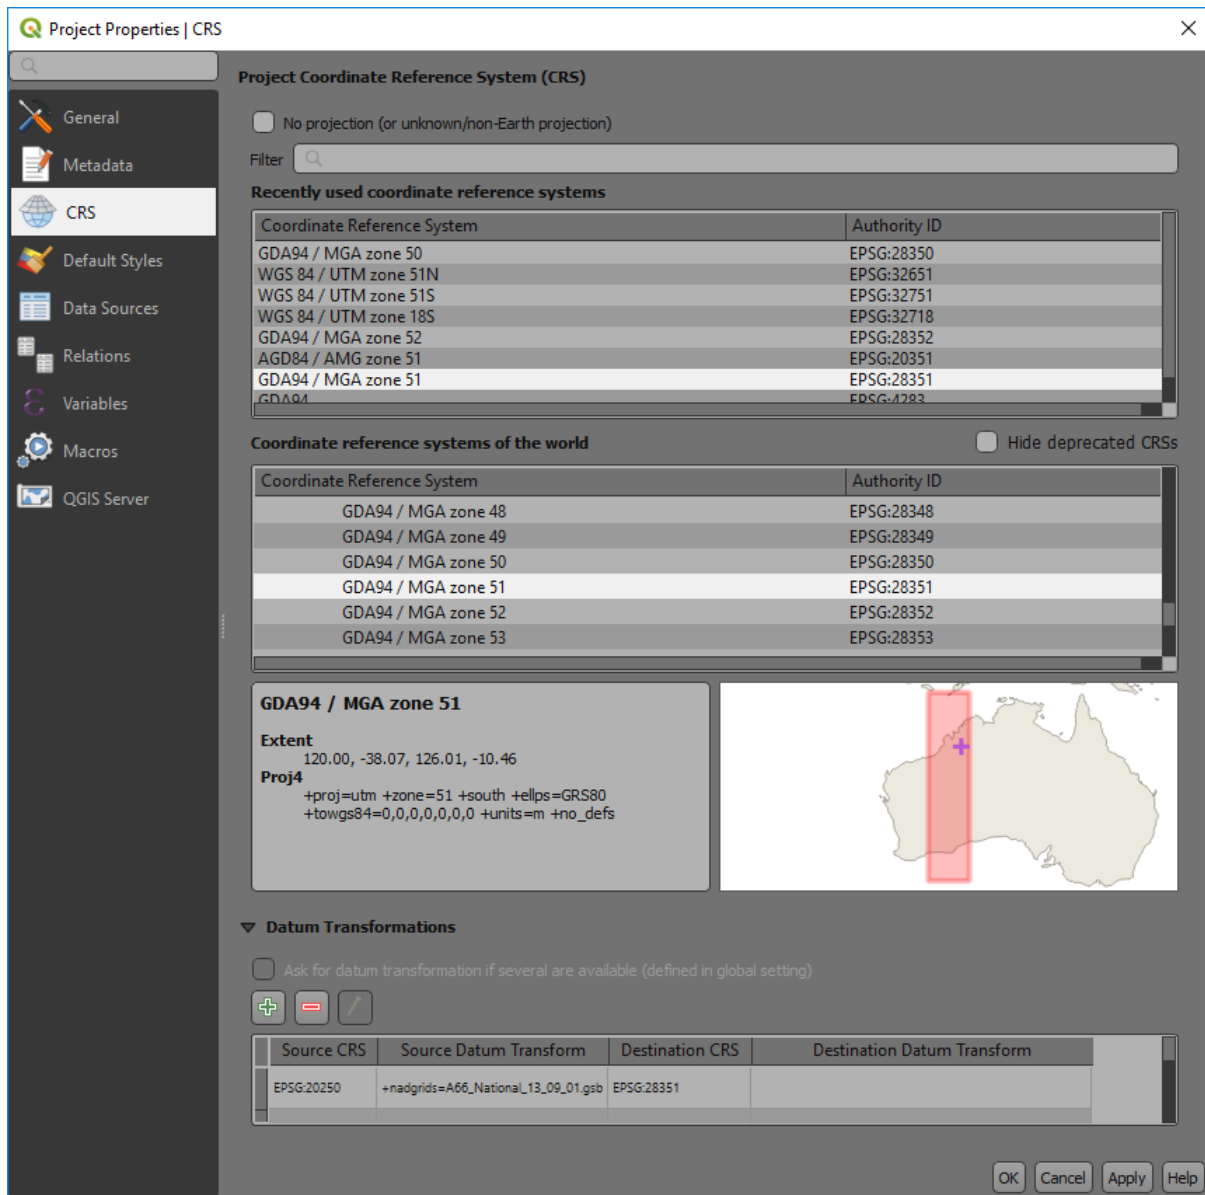 Project Properties | CRS
General
Metadata
CRS
Default Styles
Data Sources
Relations
Variables
Macros
QGIS Server
Project Coordinate Reference System (CRS)
No projection (or unknown/non-Earth projection)
Filter
Recently used coordinate reference systems
Coordinate Reference System Authority ID
GDA94 / MGA zone 50 EPSG:28350
WGS 84 / UTM zone 51N EPSG:32651
WGS 84 / UTM zone 51S EPSG:32751
WGS 84 / UTM zone 18S EPSG:32718
GDA94 / MGA zone 52 EPSG:28352
AGD84 / AMG zone 51 EPSG:20351
GDA94 / MGA zone 51 EPSG:28351
GDA94 EPSG:4283
Coordinate reference systems of the world Hide deprecated CRSs
Coordinate Reference System Authority ID
GDA94 / MGA zone 48 EPSG:28348
GDA94 / MGA zone 49 EPSG:28349
GDA94 / MGA zone 50 EPSG:28350
GDA94 / MGA zone 51 EPSG:28351
GDA94 / MGA zone 52 EPSG:28352
GDA94 / MGA zone 53 EPSG:28353
GDA94 / MGA zone 51
Extent
120.00, -38.07, 126.01, -10.46
Proj4
+proj=utm +zone=51 +south +ellps=GRS80
+towgs84=0,0,0,0,0,0,0 +units=m +no_defs
Datum Transformations
Ask for datum transformation if several are available (defined in global setting)
Source CRS Source Datum Transform Destination CRS Destination Datum Transform
EPSG:20250 +nadgrids=A66_National_13_09_01.gsb EPSG:28351
OK Cancel Apply Help